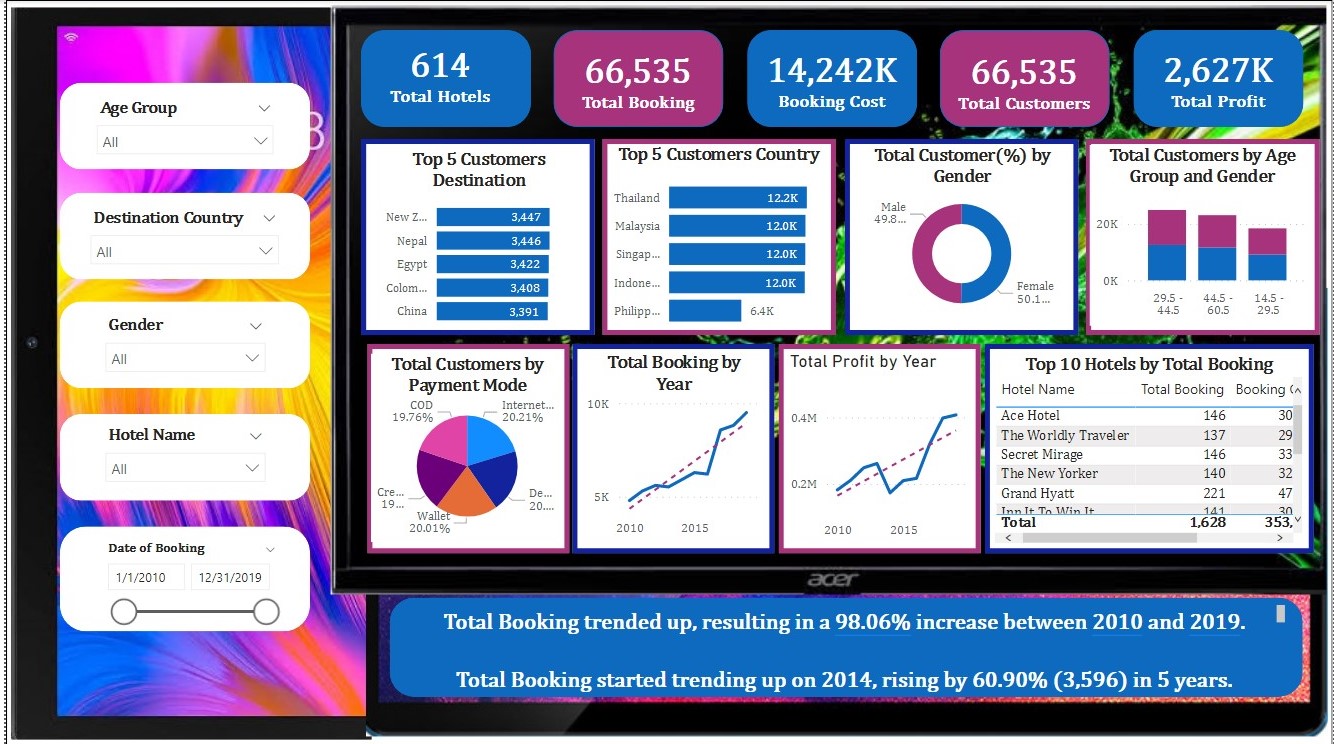 Age Group
All
Destination Country
All
Gender
All
Hotel Name
All
Date of Booking
1/1/2010 12/31/2019
614
Total Hotels
66,535
Total Booking
14,242K
Booking Cost
66,535
Total Customers
2,627K
Total Profit
Top 5 Customers
Destination
New Z... 3,447
Nepal 3,446
Egypt 3,422
Colom... 3,408
China 3,391
Top 5 Customers Country
Thailand 12.2K
Malaysia 12.0K
Singap... 12.0K
Indone... 12.0K
Philipp... 6.4K
Total Customer(%) by
Gender
Male
49.8...
Female
50.1...
Total Customers by Age
Group and Gender
20K
0K
29.5 -
44.5
44.5 -
60.5
14.5 -
29.5
Total Customers by
Payment Mode
COD
19.76%
Internet...
20.21%
Cre...
19...
De...
20....
Wallet
20.01%
Total Booking by
Year
10K
5K
2010 2015
Total Profit by Year
0.4M
0.2M
2010 2015
Top 10 Hotels by Total Booking
Hotel Name Total Booking Booking
Ace Hotel 146 30
The Worldly Traveler 137 29
Secret Mirage 146 33
The New Yorker 140 32
Grand Hyatt 221 47
Inn It To Win It 141 30
Total 1,628 353,
acer
Total Booking trended up, resulting in a 98.06% increase between 2010 and 2019.
Total Booking started trending up on 2014, rising by 60.90% (3,596) in 5 years.